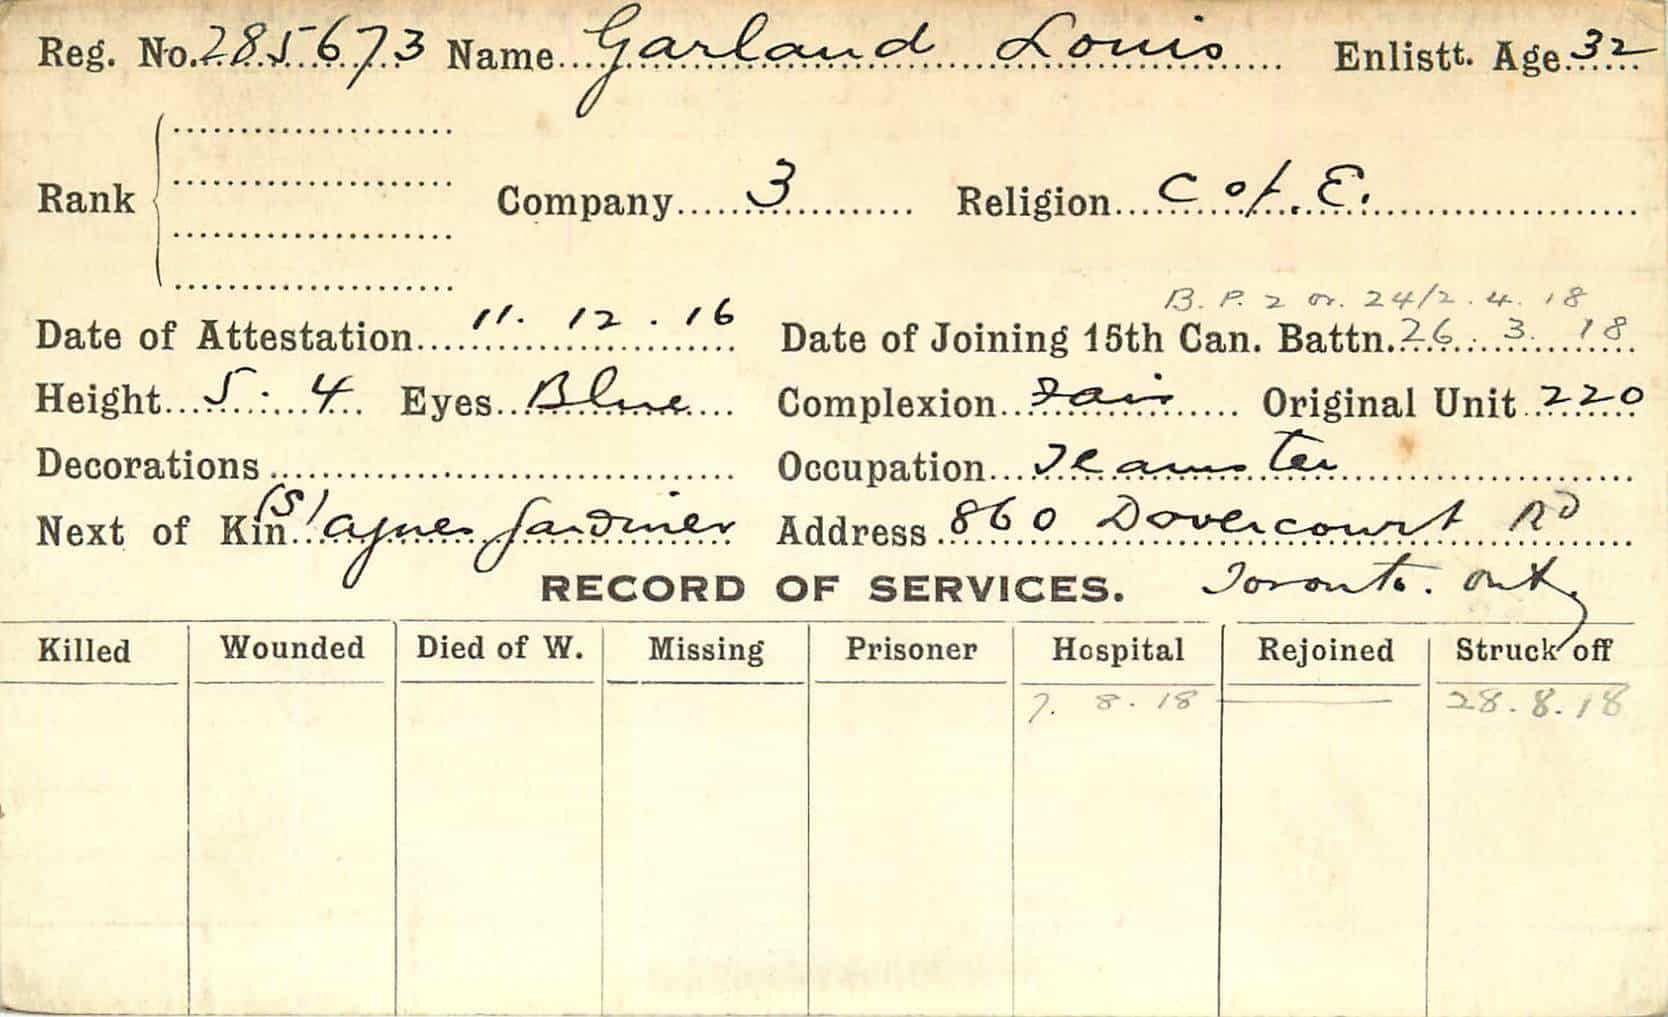 Reg. No. 285673 Name Garland Louis Enlistt. Age 32
Rank Company 3 Religion C of. E.
B. P. 2 or. 24/2.4.18
Date of Attestation 11.12.16 Date of Joining 15th Can. Battn. 26.3.18
Height 5.4 Eyes Blue Complexion Fair Original Unit 220
Decorations Occupation Teamster
Next of Kin (S) Agnes Gardiner Address 860 Dovercourt Rd
RECORD OF SERVICES. Toronto. Ont,
Killed Wounded Died of W. Missing Prisoner Hospital Rejoined Struck off
7.8.18 28.8.18